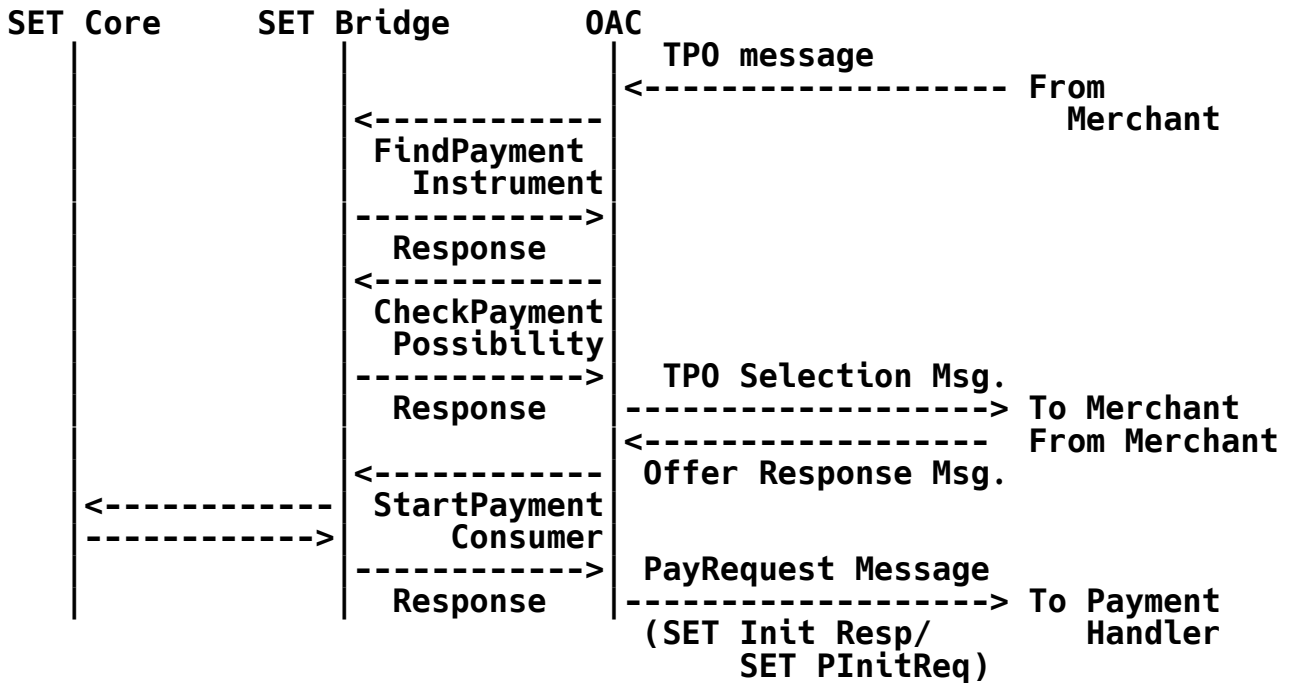 SET Core     SET Bridge       OAC
TPO message
<------------------- From
<------------- Merchant
FindPayment
Instrument
------------>
Response
<-------------
CheckPayment
Possibility
------------> TPO Selection Msg.
Response -------------------> To Merchant
<------------------ From Merchant
<------------- Offer Response Msg.
<------------- StartPayment
------------> Consumer
------------> PayRequest Message
Response -------------------> To Payment
(SET Init Resp/ Handler
SET PInitReq)